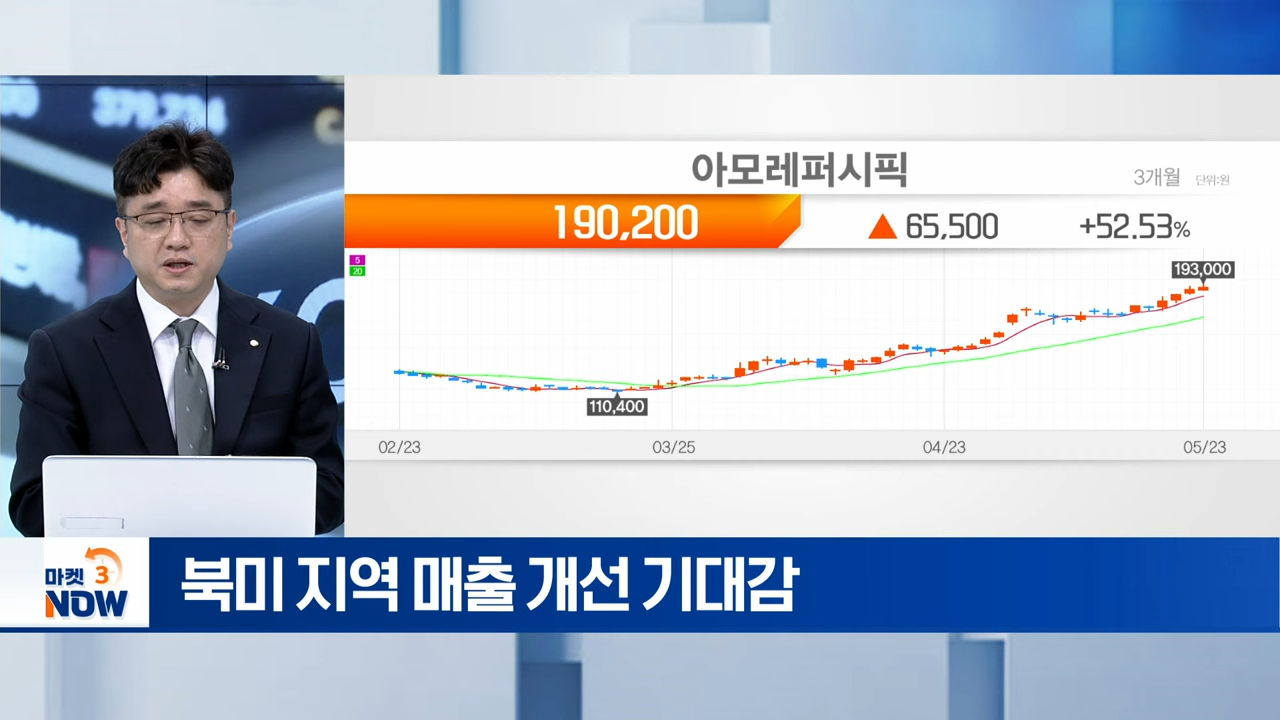 379,234
아모레퍼시픽
3개월 단위:원
190,200 ▲ 65,500 +52.53%
5
20
193,000
110,400
02/23 03/25 04/23 05/23
마켓 3
NOW
북미 지역 매출 개선 기대감